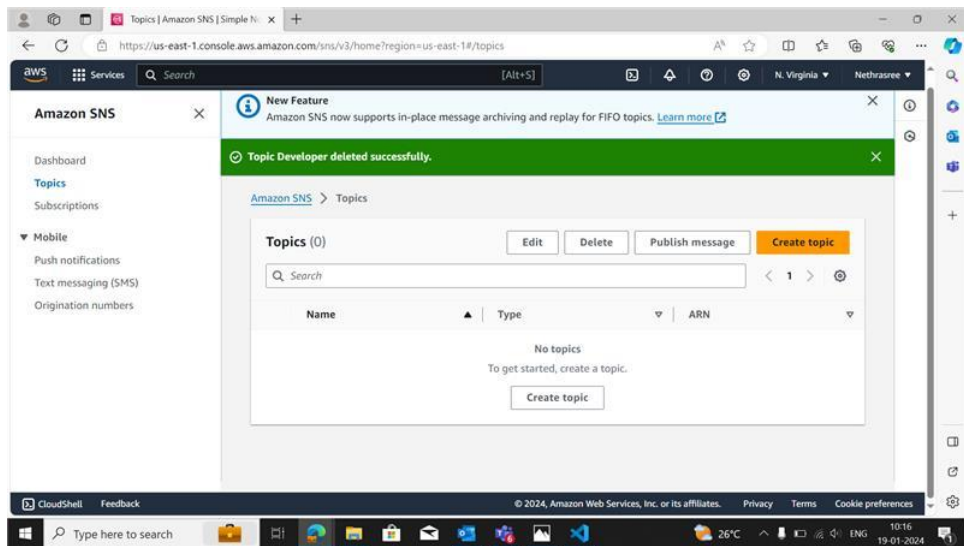 Topics | Amazon SNS | Simple N
https://us-east-1.console.aws.amazon.com/sns/v3/home?region=us-east-1#/topics
aws Services Search [Alt+S] N. Virginia ▼ Nethrasree ▼
Amazon SNS
Dashboard
Topics
Subscriptions
▼ Mobile
Push notifications
Text messaging (SMS)
Origination numbers
New Feature
Amazon SNS now supports in-place message archiving and replay for FIFO topics. Learn more
Topic Developer deleted successfully.
Amazon SNS > Topics
Topics (0) Edit Delete Publish message Create topic
Search < 1 >
Name Type ARN
No topics
To get started, create a topic.
Create topic
CloudShell Feedback © 2024, Amazon Web Services, Inc. or its affiliates. Privacy Terms Cookie preferences
Type here to search 26°C ENG 10:16
19-01-2024